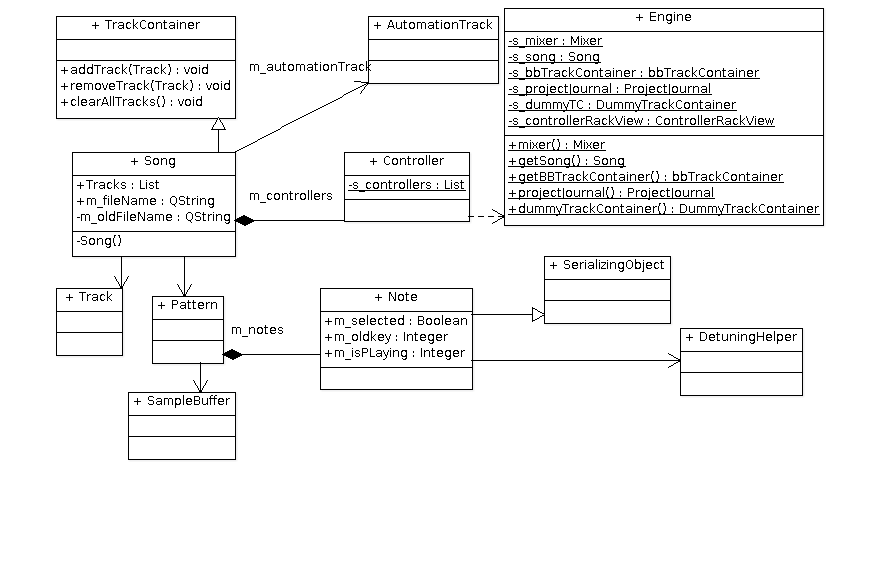 + TrackContainer
+addTrack(Track) : void
+removeTrack(Track) : void
+clearAllTracks() : void
+ AutomationTrack
m_automationTrack
+ Engine
-s_mixer : Mixer
-s_song : Song
-s_bbTrackContainer : bbTrackContainer
-s_projectJournal : ProjectJournal
-s_dummyTC : DummyTrackContainer
-s_controllerRackView : ControllerRackView
+mixer() : Mixer
+getSong() : Song
+getBBTrackContainer() : bbTrackContainer
+projectJournal() : ProjectJournal
+dummyTrackContainer() : DummyTrackContainer
+ Song
+Tracks : List
+m_fileName : QString
-m_oldFileName : QString
-Song()
m_controllers
+ Controller
-s_controllers : List
+ Track
+ Pattern
m_notes
+ Note
+m_selected : Boolean
+m_oldkey : Integer
+m_isPLaying : Integer
+ SerializingObject
+ DetuningHelper
+ SampleBuffer